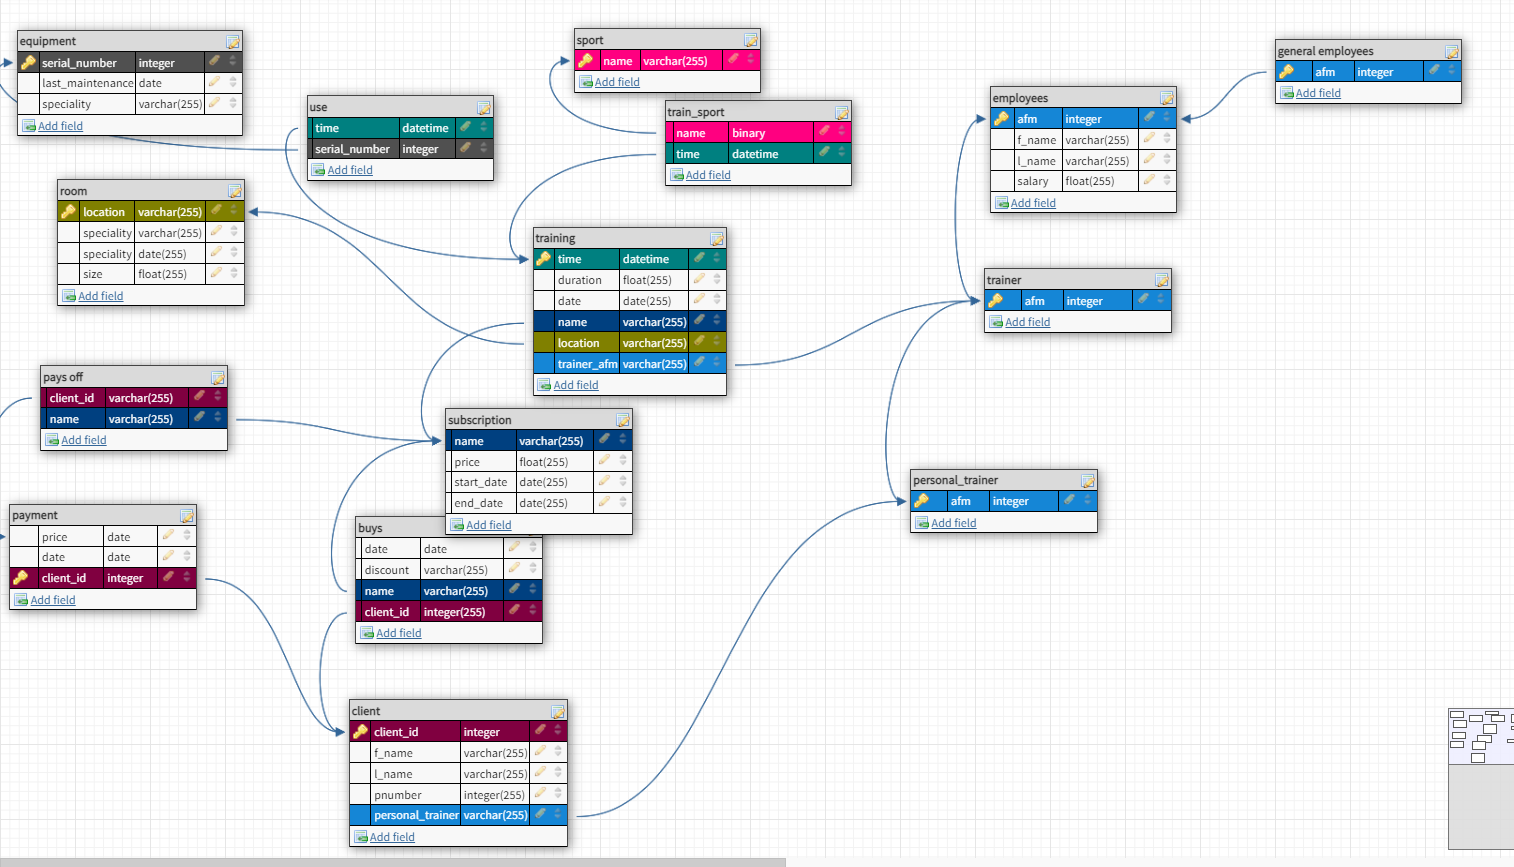 equipment
serial_number integer
last_maintenance date
speciality varchar(255)
Add field
use
time datetime
serial_number integer
Add field
sport
name varchar(255)
Add field
train_sport
name binary
time datetime
Add field
employees
afm integer
f_name varchar(255)
l_name varchar(255)
salary float(255)
Add field
general employees
afm integer
Add field
room
location varchar(255)
speciality varchar(255)
speciality date(255)
size float(255)
Add field
training
time datetime
duration float(255)
date date(255)
name varchar(255)
location varchar(255)
trainer_afm varchar(255)
Add field
trainer
afm integer
Add field
pays off
client_id varchar(255)
name varchar(255)
Add field
subscription
name varchar(255)
price float(255)
start_date date(255)
end_date date(255)
Add field
personal_trainer
afm integer
Add field
payment
price date
date date
client_id integer
Add field
buys
date date
discount varchar(255)
name varchar(255)
client_id integer(255)
Add field
client
client_id integer
f_name varchar(255)
l_name varchar(255)
pnumber integer(255)
personal_trainer varchar(255)
Add field